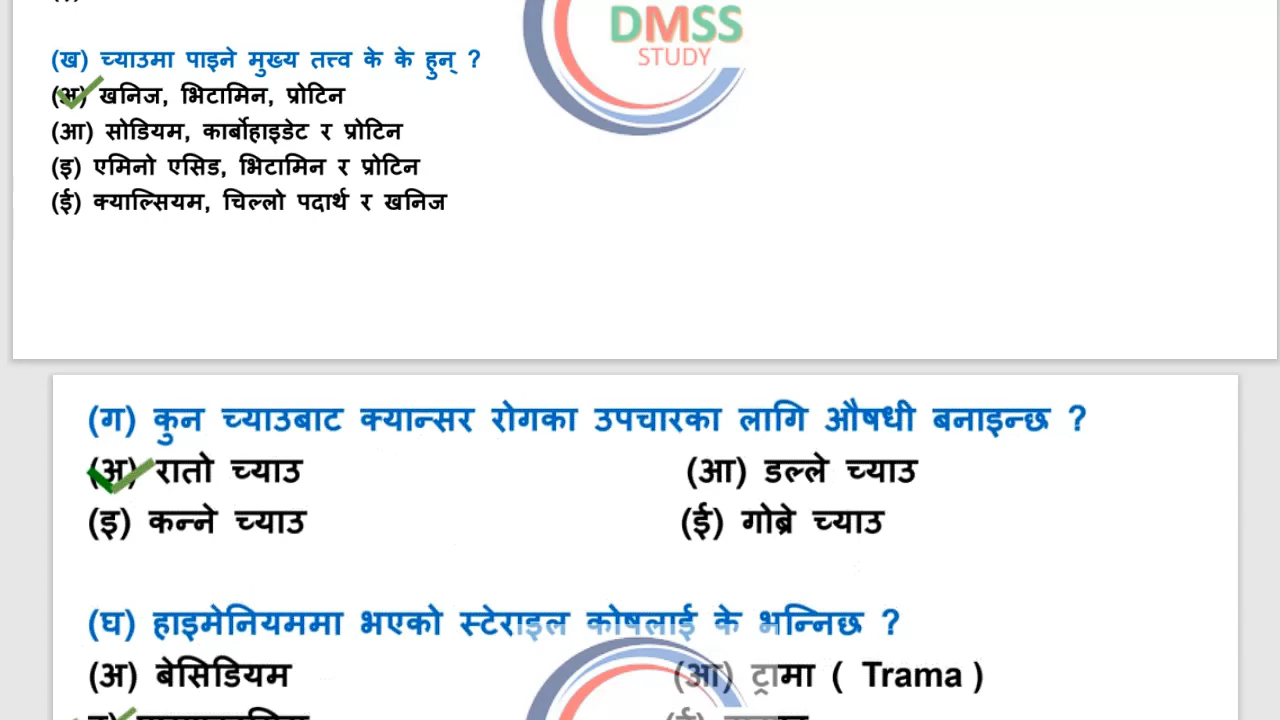 DMSS
STUDY
(ख) च्याउमा पाइने मुख्य तत्त्व के के हुन् ?
(अ) खनिज, भिटामिन, प्रोटिन
(आ) सोडियम, कार्बोहाइडेट र प्रोटिन
(इ) एमिनो एसिड, भिटामिन र प्रोटिन
(ई) क्याल्सियम, चिल्लो पदार्थ र खनिज
(ग) कुन च्याउबाट क्यान्सर रोगका उपचारका लागि औषधी बनाइन्छ ?
(अ) रातो च्याउ (आ) डल्ले च्याउ
(इ) कन्ने च्याउ (ई) गोब्रे च्याउ
(घ) हाइमेनियममा भएको स्टेराइल कोषलाई के भन्निछ ?
(अ) बेसिडियम (आ) ट्रामा ( Trama )